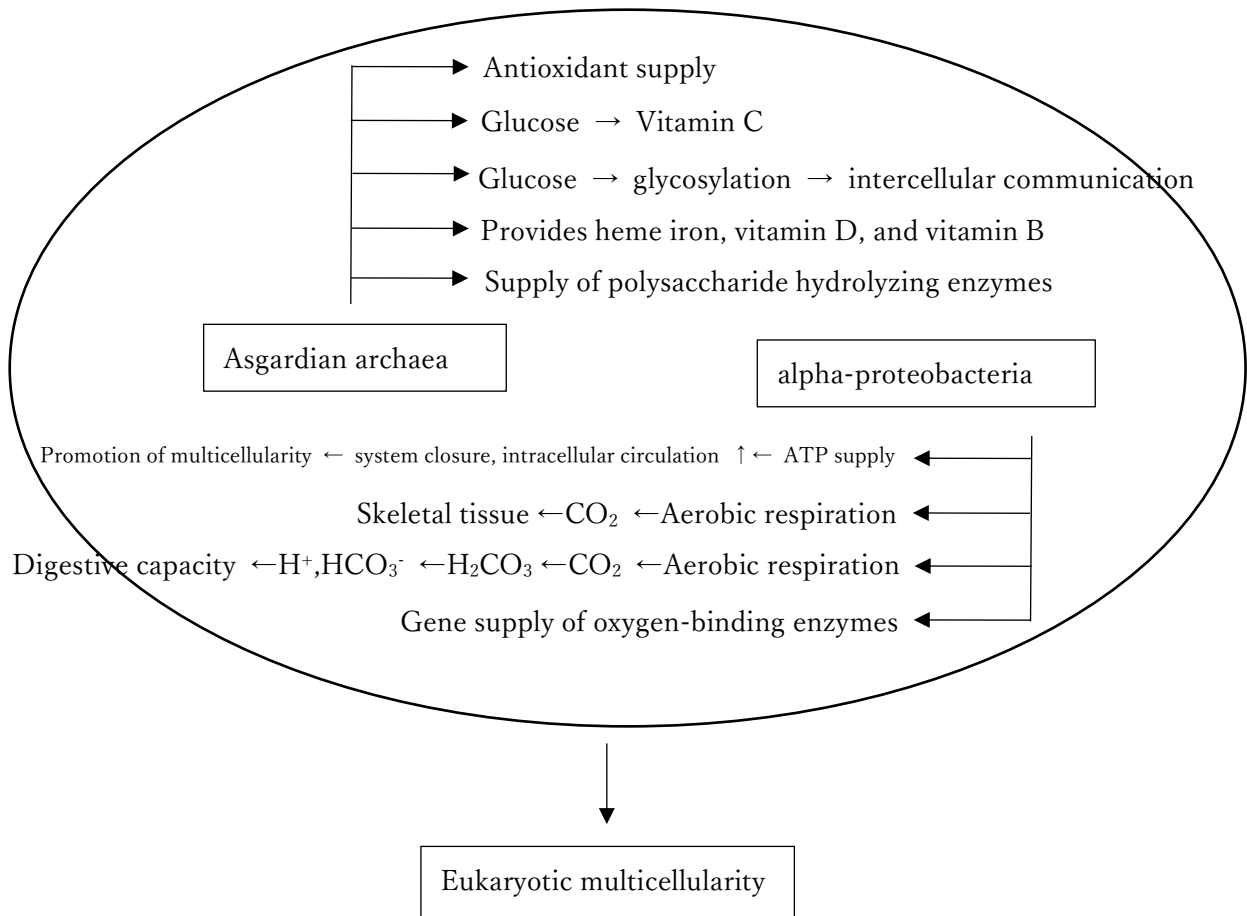 Antioxidant supply
Glucose → Vitamin C
Glucose → glycosylation → intercellular communication
Provides heme iron, vitamin D, and vitamin B
Supply of polysaccharide hydrolyzing enzymes
Asgardian archaea
alpha-proteobacteria
Promotion of multicellularity ← system closure, intracellular circulation ↑← ATP supply
Skeletal tissue ←CO₂ ←Aerobic respiration
Digestive capacity ←H⁺,HCO₃⁻ ←H₂CO₃ ←CO₂ ←Aerobic respiration
Gene supply of oxygen-binding enzymes
Eukaryotic multicellularity